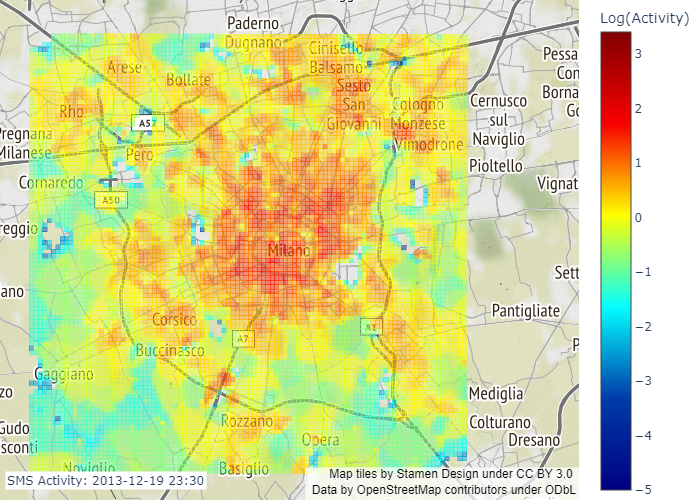 Paderno
Dugnano
Cinisello
Balsamo
Arese
Bollate
Sesto
San
Giovanni
Rho
Cologno
Monzese
Vimodrone
Cernusco
sul
Naviglio
Pioltello
Pessa
Con
Borna
Go
A52
Pregnana
Milanese
Pero
Cornaredo
A50
Vignat
reggio
Milano
Sett
ano
Pantigliate
Corsico
A7
A1
Buccinasco
P
Gaggiano
zo
Mediglia
Rozzano
Colturano
Dresano
Gudo
sconti
Opera
Noviglio
Basiglio
SMS Activity: 2013-12-19 23:30
Map tiles by Stamen Design under CC BY 3.0
Data by OpenStreetMap contributors under ODbL
Log(Activity)
3
2
1
0
−1
−2
−3
−4
−5